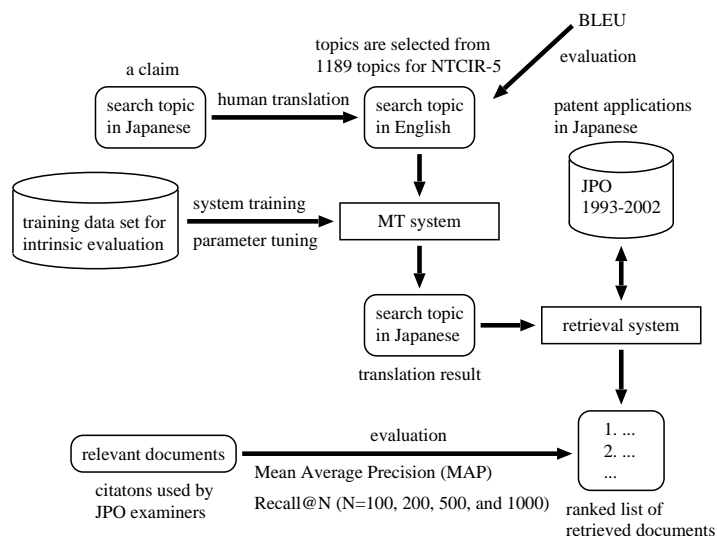 BLEU
topics are selected from
1189 topics for NTCIR-5
evaluation
a claim
search topic
in Japanese
human translation
search topic
in English
patent applications
in Japanese
JPO
1993-2002
training data set for
intrinsic evaluation
system training
parameter tuning
MT system
search topic
in Japanese
translation result
retrieval system
relevant documents
citatons used by
JPO examiners
evaluation
Mean Average Precision (MAP)
Recall@N (N=100, 200, 500, and 1000)
1. ...
2. ...
...
ranked list of
retrieved documents